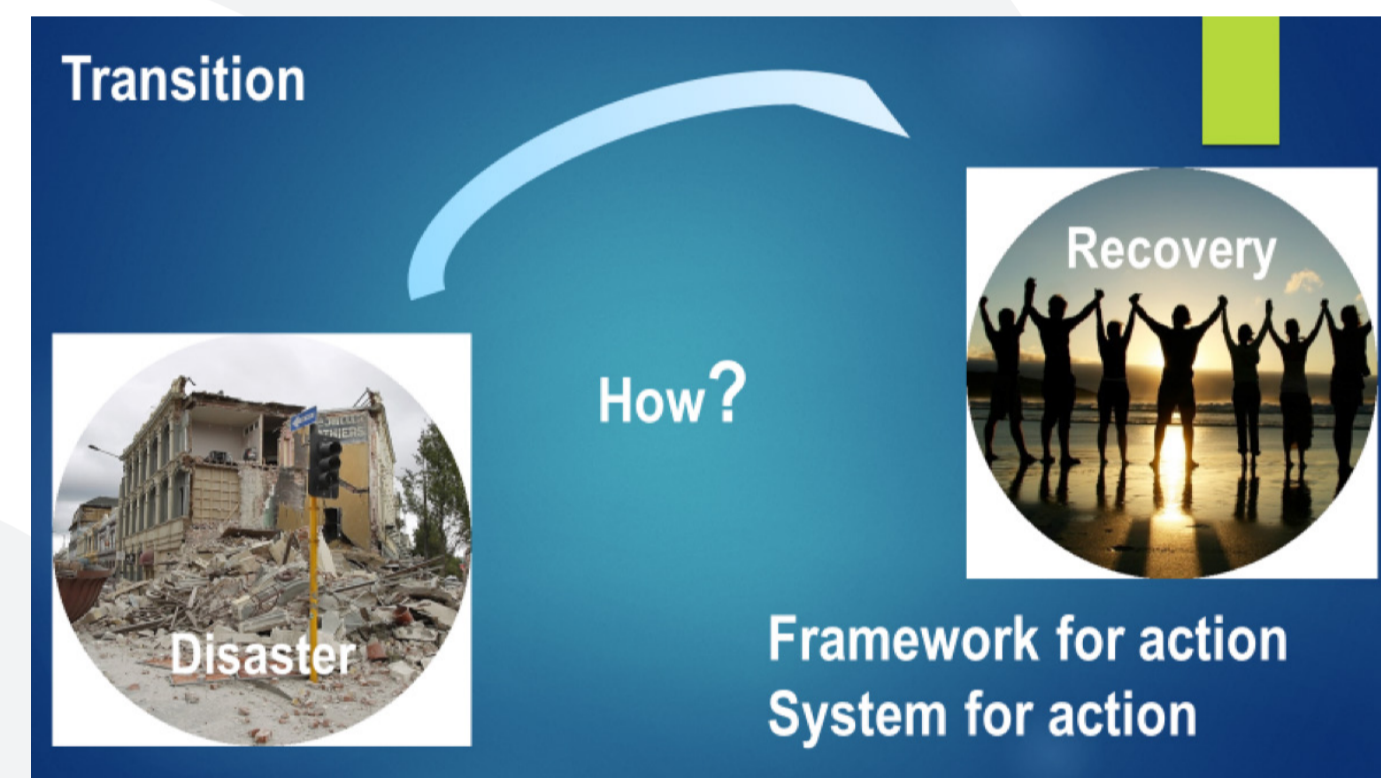 Transition
Recovery
How?
Disaster
Framework for action
System for action